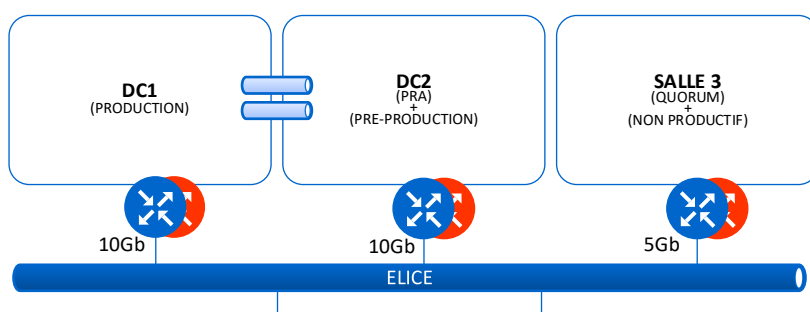 DC1
(PRODUCTION)
DC2
(PRA)
+
(PRE-PRODUCTION)
SALLE 3
(QUORUM)
+
(NON PRODUCTIF)
10Gb
10Gb
5Gb
ELICE